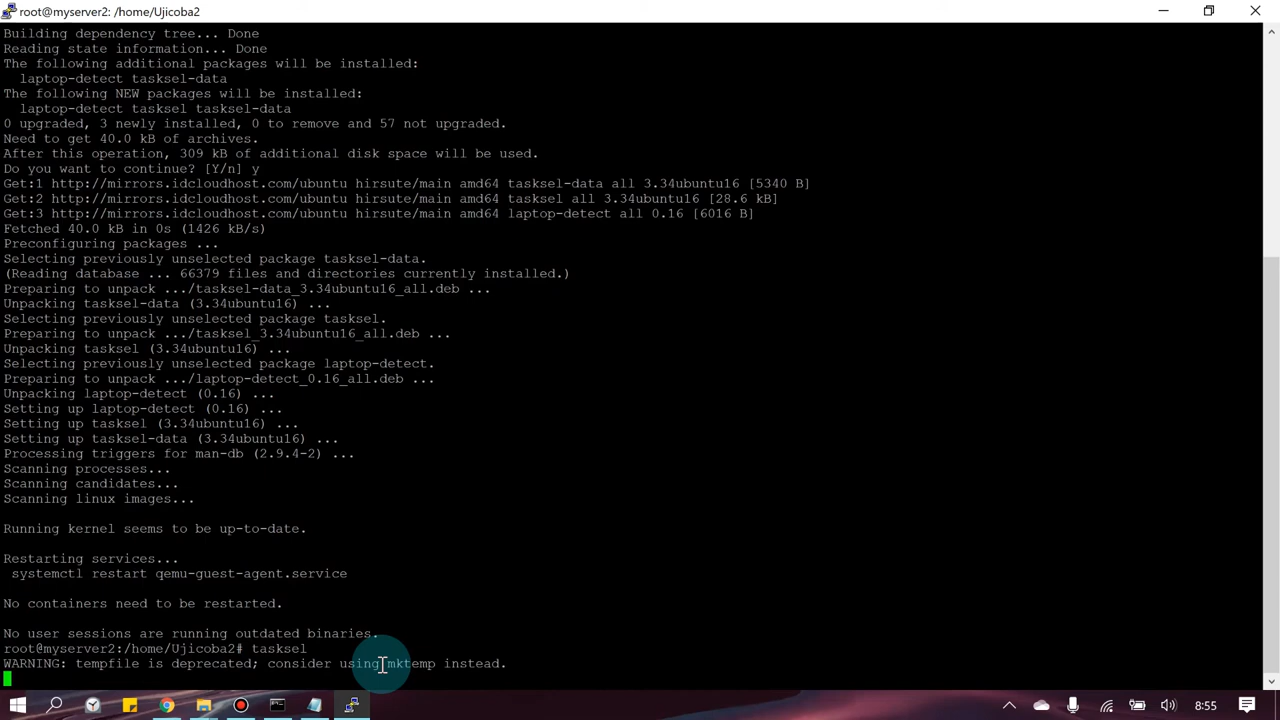 root@myserver2: /home/Ujicoba2
Building dependency tree... Done
Reading state information... Done
The following additional packages will be installed:
  laptop-detect tasksel-data
The following NEW packages will be installed:
  laptop-detect tasksel tasksel-data
0 upgraded, 3 newly installed, 0 to remove and 57 not upgraded.
Need to get 40.0 kB of archives.
After this operation, 309 kB of additional disk space will be used.
Do you want to continue? [Y/n] y
Get:1 http://mirrors.idcloudhost.com/ubuntu hirsute/main amd64 tasksel-data all 3.34ubuntu16 [5340 B]
Get:2 http://mirrors.idcloudhost.com/ubuntu hirsute/main amd64 tasksel all 3.34ubuntu16 [28.6 kB]
Get:3 http://mirrors.idcloudhost.com/ubuntu hirsute/main amd64 laptop-detect all 0.16 [6016 B]
Fetched 40.0 kB in 0s (1426 kB/s)
Preconfiguring packages ...
Selecting previously unselected package tasksel-data.
(Reading database ... 66379 files and directories currently installed.)
Preparing to unpack .../tasksel-data_3.34ubuntu16_all.deb ...
Unpacking tasksel-data (3.34ubuntu16) ...
Selecting previously unselected package tasksel.
Preparing to unpack .../tasksel_3.34ubuntu16_all.deb ...
Unpacking tasksel (3.34ubuntu16) ...
Selecting previously unselected package laptop-detect.
Preparing to unpack .../laptop-detect_0.16_all.deb ...
Unpacking laptop-detect (0.16) ...
Setting up laptop-detect (0.16) ...
Setting up tasksel (3.34ubuntu16) ...
Setting up tasksel-data (3.34ubuntu16) ...
Processing triggers for man-db (2.9.4-2) ...
Scanning processes...
Scanning candidates...
Scanning linux images...
Running kernel seems to be up-to-date.
Restarting services...
 systemctl restart qemu-guest-agent.service
No containers need to be restarted.
No user sessions are running outdated binaries.
root@myserver2:/home/Ujicoba2# tasksel
WARNING: tempfile is deprecated; consider using mktemp instead.
8:55